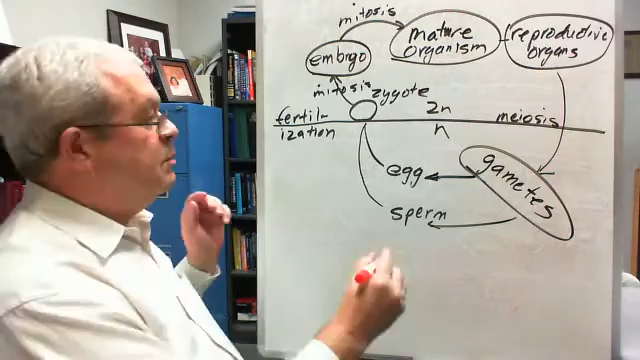 mitosis
mature
organism
reproductive
organs
embryo
mitosis
zygote
2n
fertil-
ization
meiosis
n
egg
gametes
sperm